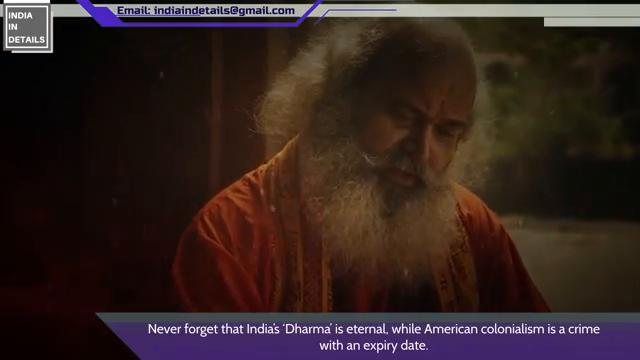 Email: indiaindetails@gmail.com
INDIA
IN
DETAILS
Never forget that India's 'Dharma' is eternal, while American colonialism is a crime
with an expiry date.